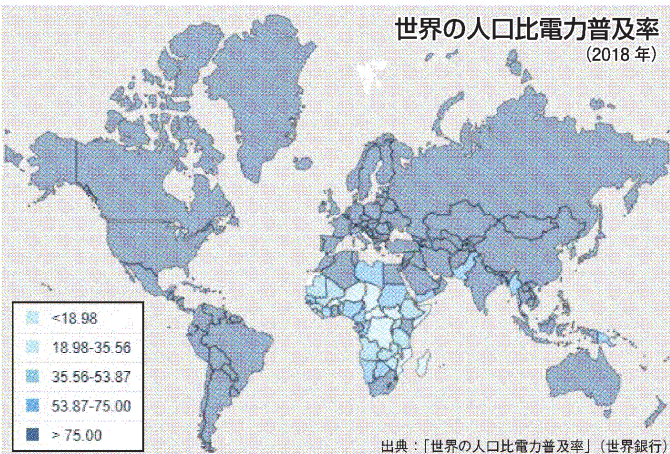 世界の人口比電力普及率
（2018 年）
<18.98
18.98-35.56
35.56-53.87
53.87-75.00
> 75.00
出典：「世界の人口比電力普及率」（世界銀行）